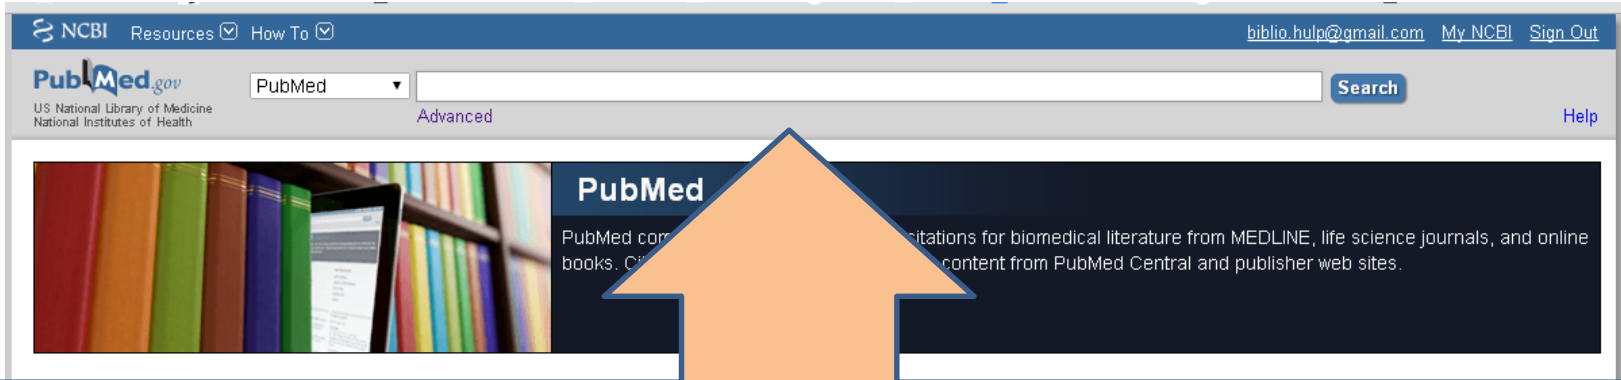 NCBI Resources How To biblio.hulp@gmail.com My NCBI Sign Out
PubMed.gov
US National Library of Medicine
National Institutes of Health
PubMed Search
Advanced Help
PubMed
PubMed itations for biomedical literature from MEDLINE, life science journals, and online
books. content from PubMed Central and publisher web sites.